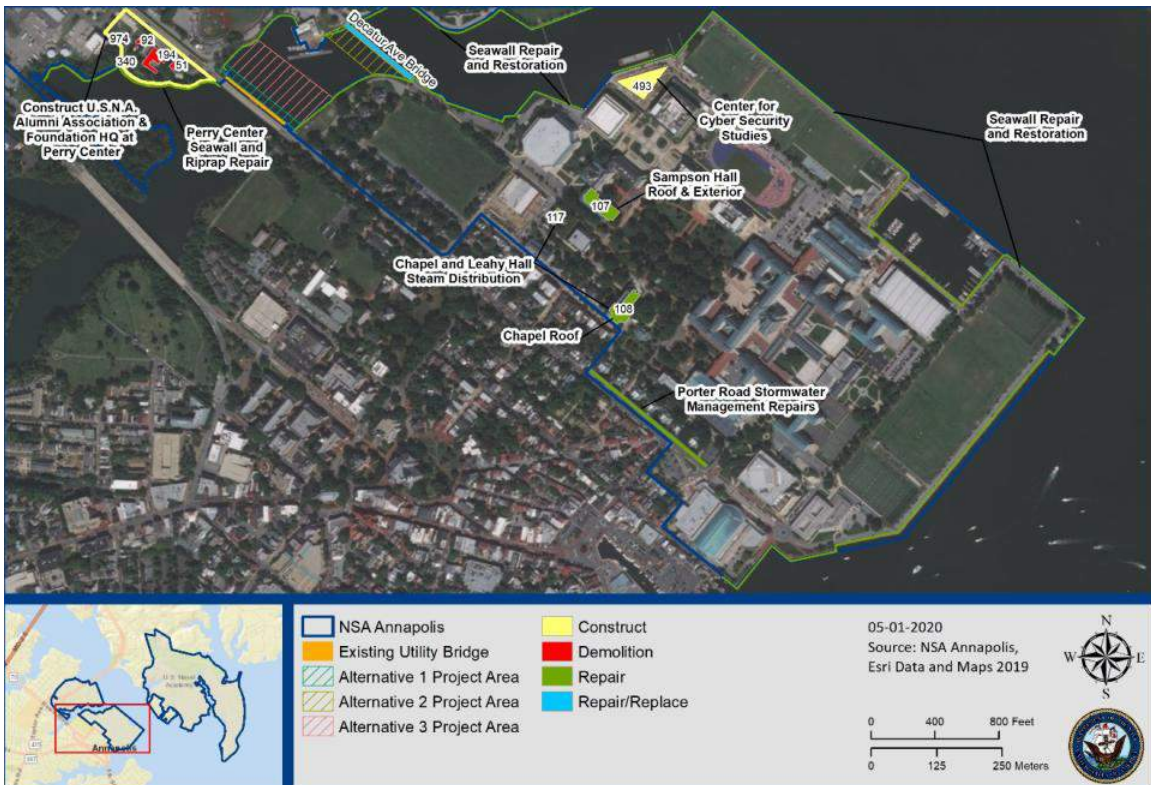 974
92
194
51
340
Construct U.S.N.A.
Alumni Association &
Foundation HQ at
Perry Center
Perry Center
Seawall and
Riprap Repair
Decatur Ave Bridge
Seawall Repair
and Restoration
493
Center for
Cyber Security
Studies
Seawall Repair
and Restoration
Sampson Hall
Roof & Exterior
107
117
Chapel and Leahy Hall
Steam Distribution
108
Chapel Roof
Porter Road Stormwater
Management Repairs
U.S. Naval
Academy
Annapolis
NSA Annapolis
Existing Utility Bridge
Alternative 1 Project Area
Alternative 2 Project Area
Alternative 3 Project Area
Construct
Demolition
Repair
Repair/Replace
05-01-2020
Source: NSA Annapolis,
Esri Data and Maps 2019
N
W E
S
0 400 800 Feet
0 125 250 Meters